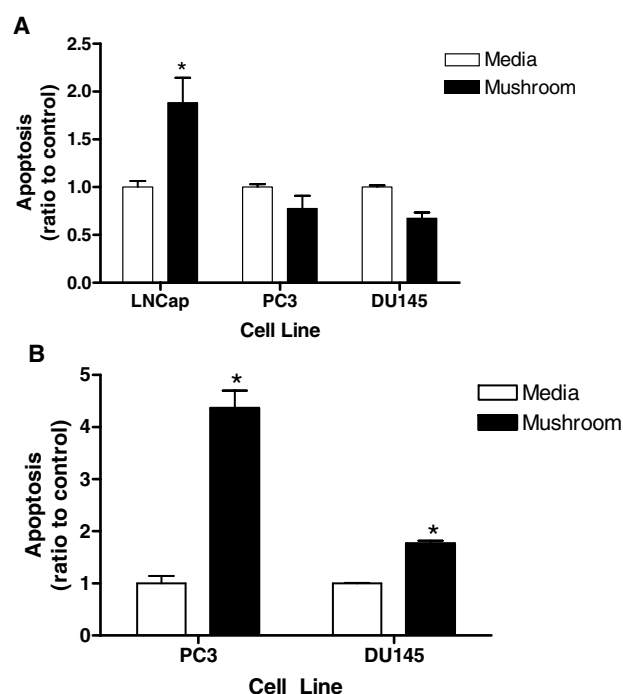 A
Apoptosis
(ratio to control)
2.5
2.0
1.5
1.0
0.5
0.0
*
Media
Mushroom
LNCap PC3 DU145
Cell Line
B
Apoptosis
(ratio to control)
5
4
3
2
1
0
*
*
Media
Mushroom
PC3 DU145
Cell Line